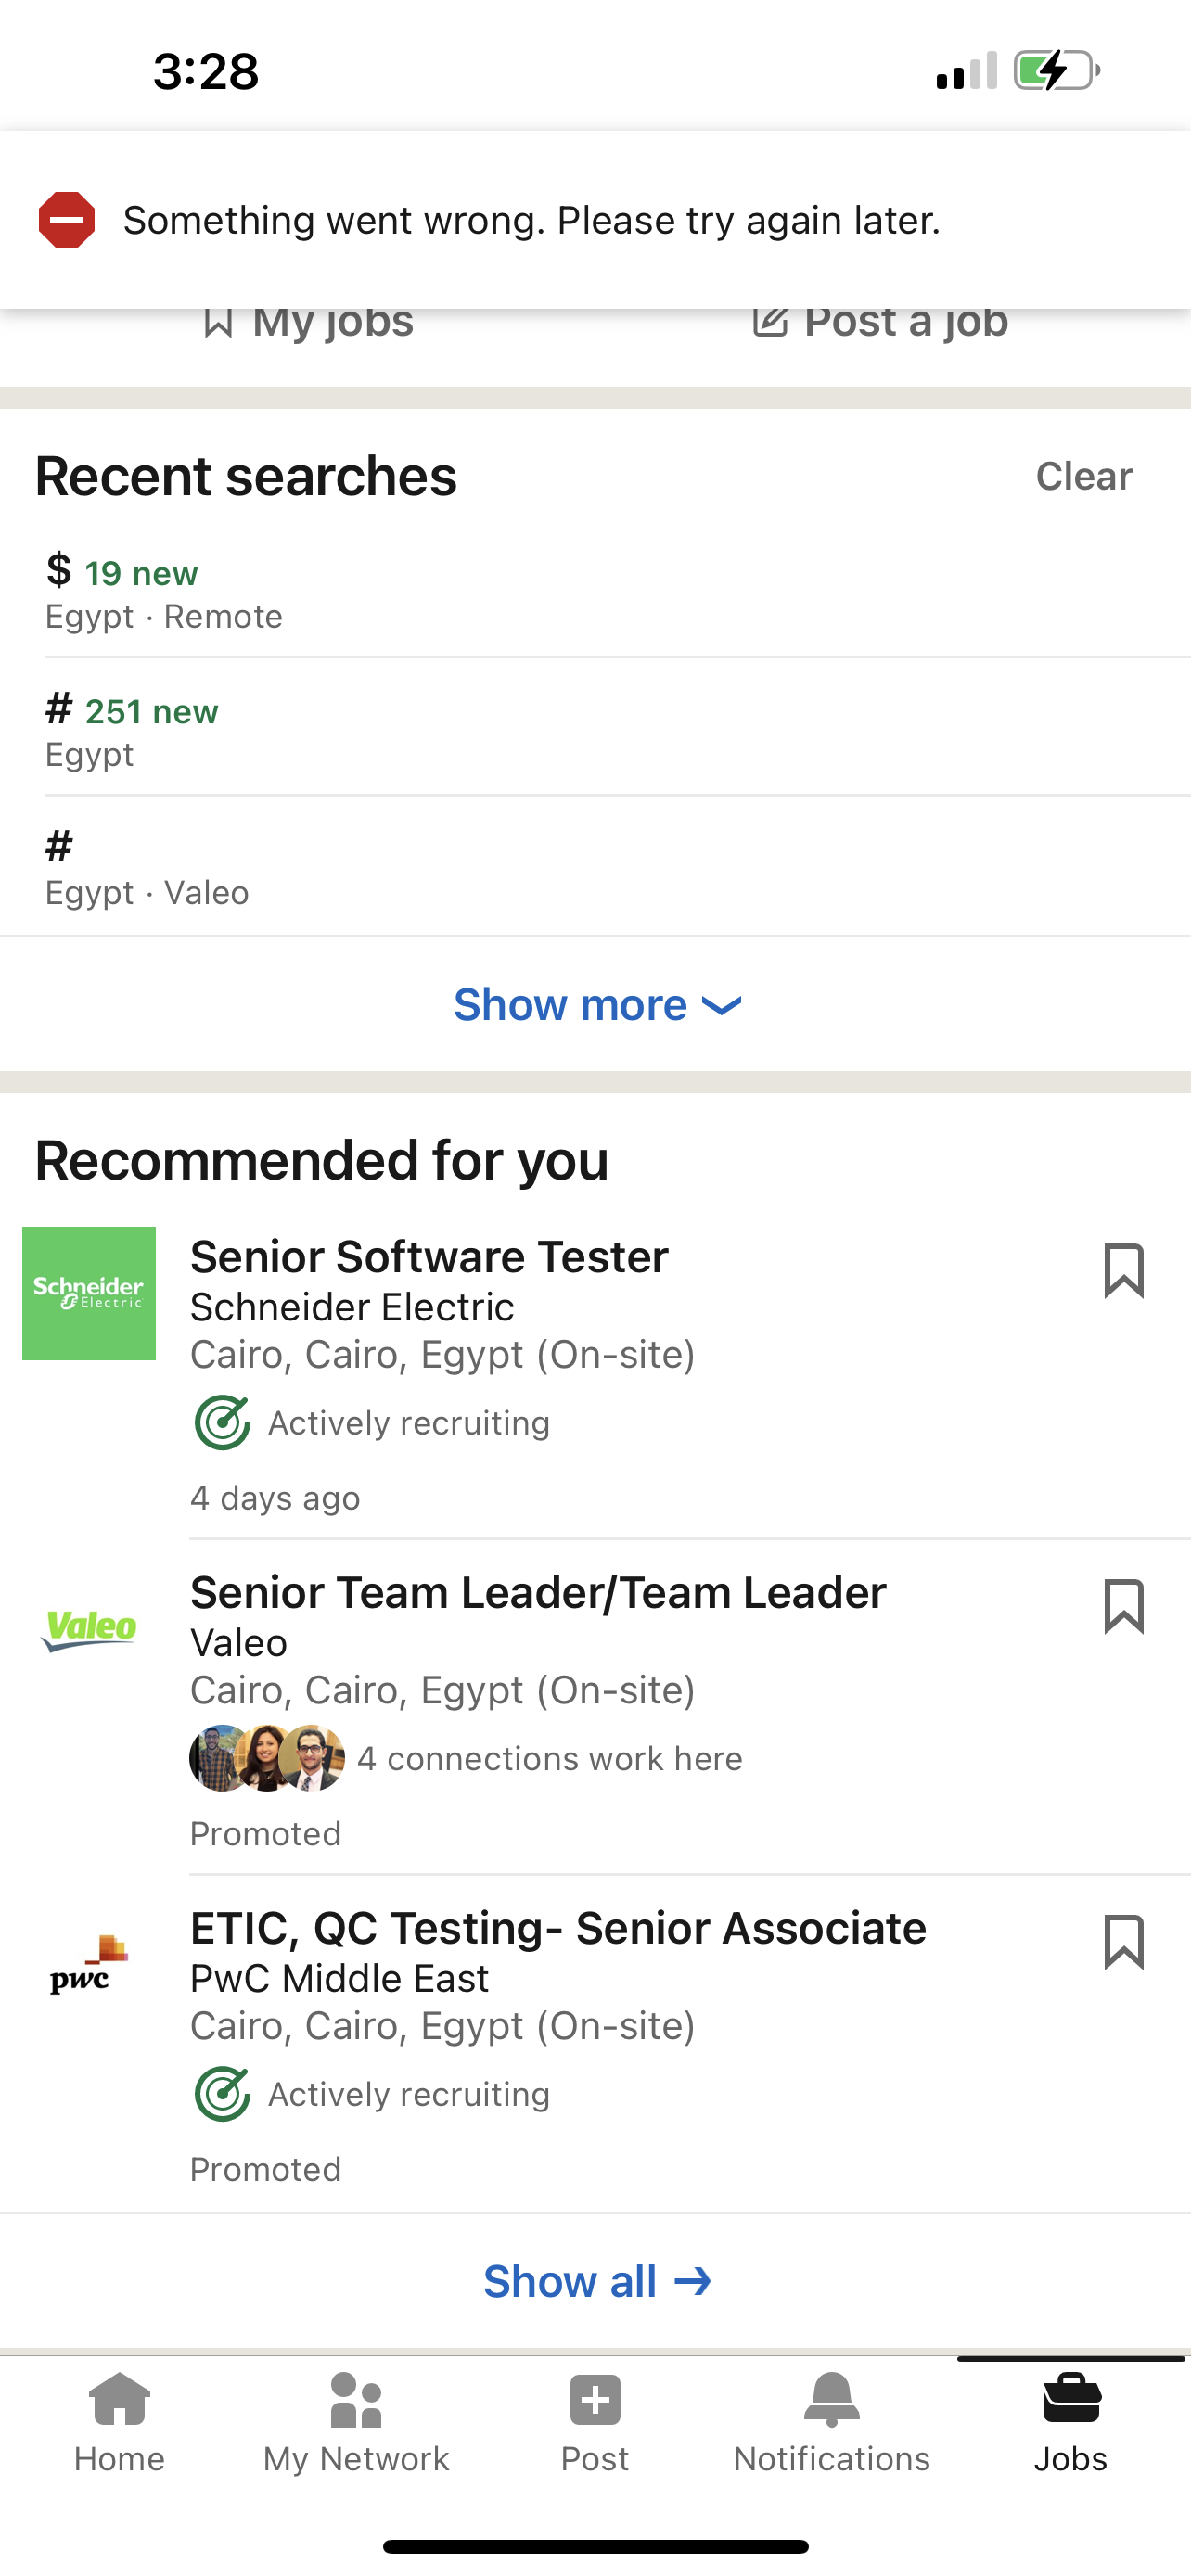 3:28
Something went wrong. Please try again later.
My jobs
Post a job
Recent searches
Clear
$ 19 new
Egypt · Remote
# 251 new
Egypt
#
Egypt · Valeo
Show more
Recommended for you
Schneider
Electric
Senior Software Tester
Schneider Electric
Cairo, Cairo, Egypt (On-site)
Actively recruiting
4 days ago
Valeo
Senior Team Leader/Team Leader
Valeo
Cairo, Cairo, Egypt (On-site)
4 connections work here
Promoted
pwc
ETIC, QC Testing- Senior Associate
PwC Middle East
Cairo, Cairo, Egypt (On-site)
Actively recruiting
Promoted
Show all →
Home
My Network
Post
Notifications
Jobs